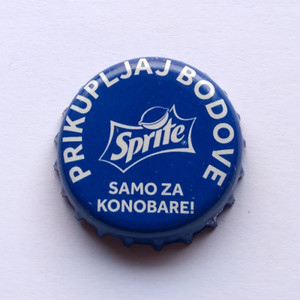 PRIKUPLJAJ BODOVE
Sprite
SAMO ZA
KONOBARE!